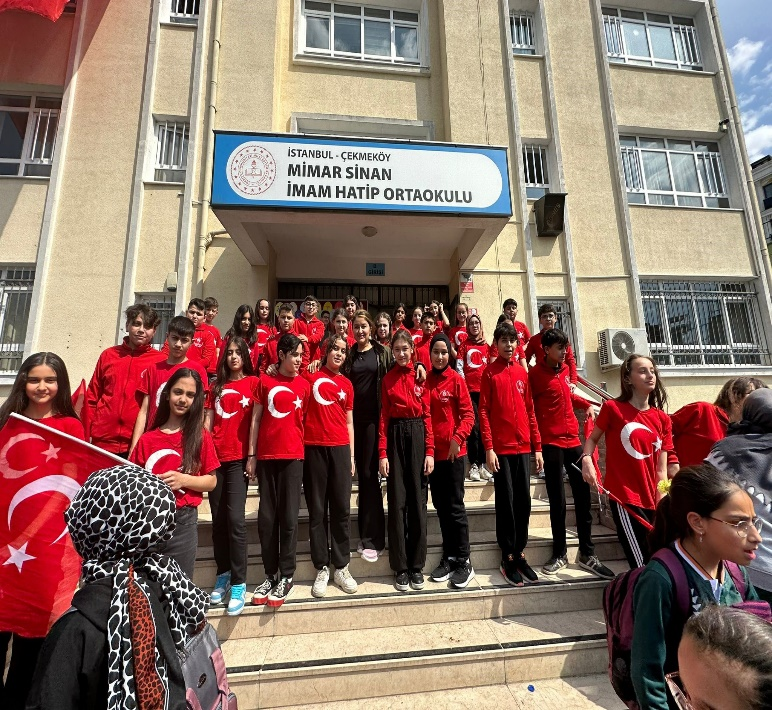 İSTANBUL - ÇEKMEKÖY
MİMAR SİNAN
İMAM HATİP ORTAOKULU